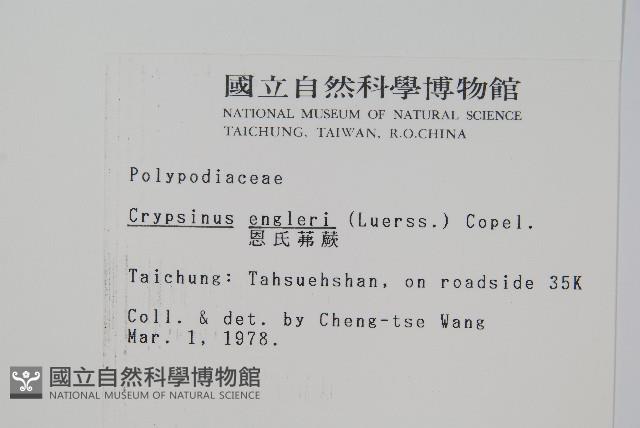 國立自然科學博物館
NATIONAL MUSEUM OF NATURAL SCIENCE
TAICHUNG, TAIWAN, R.O.CHINA
Polypodiaceae
Crypsinus engleri (Luerss.) Copel.
恩氏茀蕨
Taichung: Tahsuehshan, on roadside 35K
Coll. & det. by Cheng-tse Wang
Mar. 1, 1978.
國立自然科學博物館
NATIONAL MUSEUM OF NATURAL SCIENCE